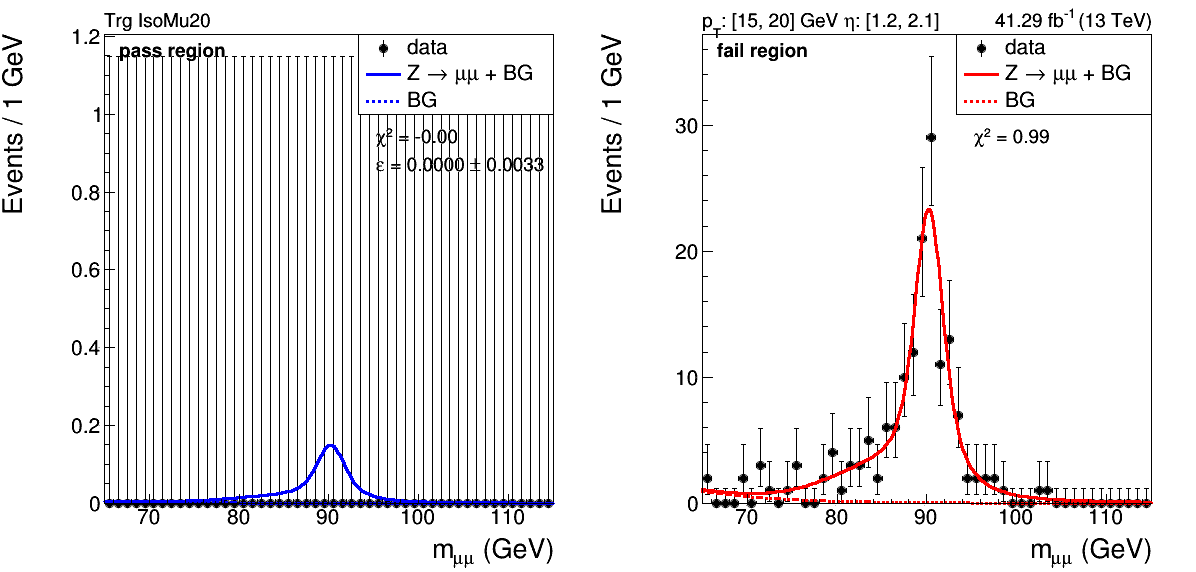 Trg IsoMu20
pass region
data
Z → μμ + BG
BG
χ² = -0.00
ε = 0.0000 ± 0.0033
Events / 1 GeV
1.2
1
0.8
0.6
0.4
0.2
0
70 80 90 100 110
mμμ (GeV)
pT: [15, 20] GeV η: [1.2, 2.1] 41.29 fb⁻¹ (13 TeV)
fail region
data
Z → μμ + BG
BG
χ² = 0.99
Events / 1 GeV
30
20
10
0
70 80 90 100 110
mμμ (GeV)